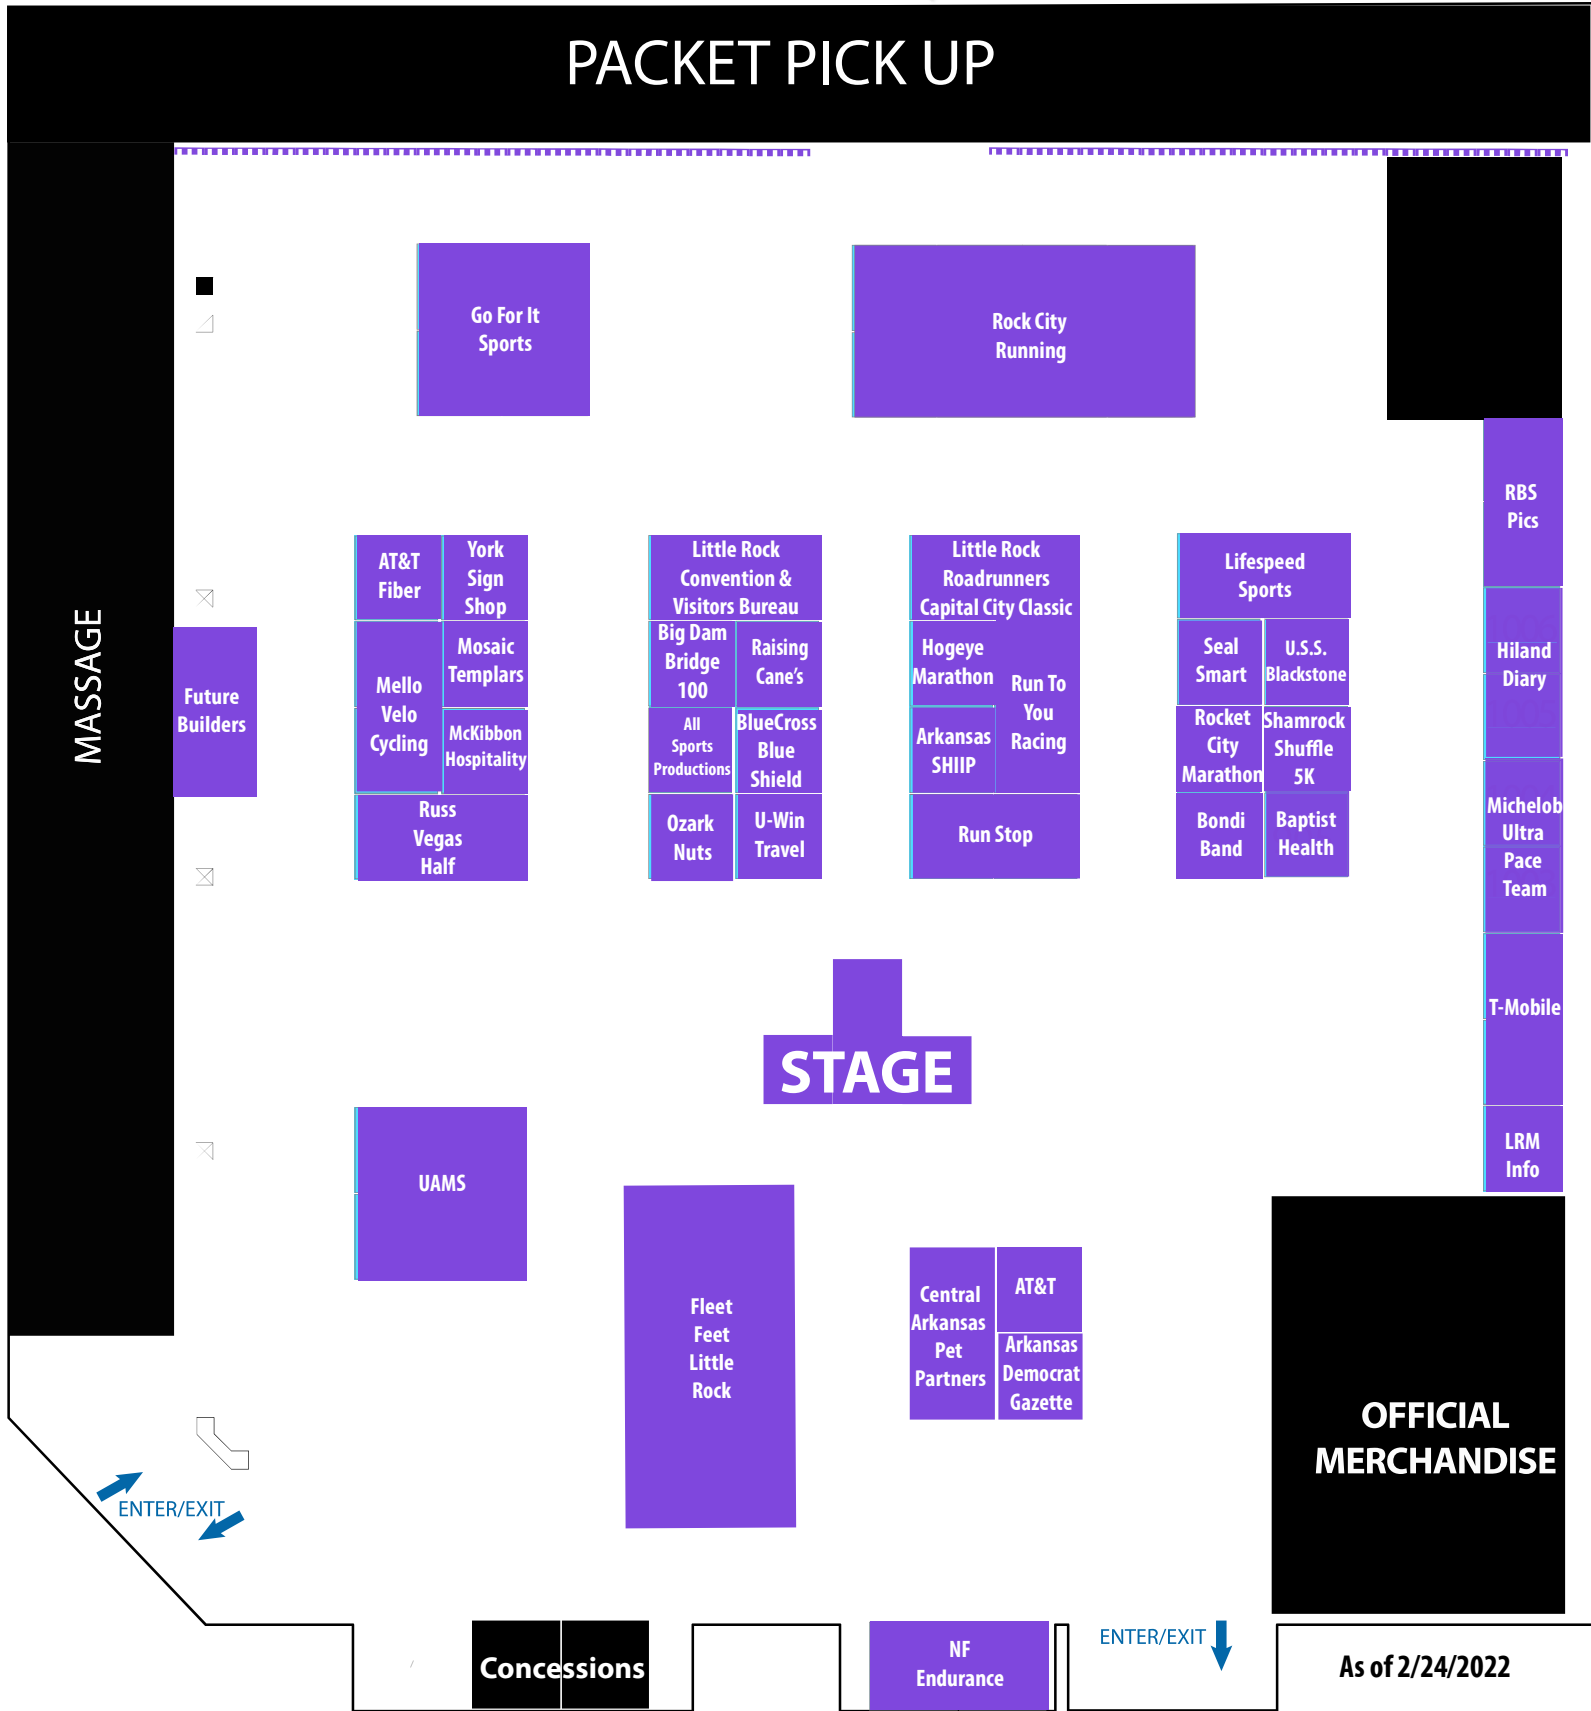 PACKET PICK UP
MASSAGE
Go For It
Sports
Rock City
Running
RBS
Pics
AT&T
Fiber
York
Sign
Shop
Mello
Velo
Cycling
Mosaic
Templars
McKibbon
Hospitality
Russ
Vegas
Half
Little Rock
Convention &
Visitors Bureau
Big Dam
Bridge
100
Raising
Cane's
All
Sports
Productions
BlueCross
Blue
Shield
Ozark
Nuts
U-Win
Travel
Little Rock
Roadrunners
Capital City Classic
Hogeye
Marathon
Run To
You
Racing
Arkansas
SHIIP
Run Stop
Lifespeed
Sports
Seal
Smart
U.S.S.
Blackstone
Rocket
City
Marathon
Shamrock
Shuffle
5K
Bondi
Band
Baptist
Health
Hiland
Diary
Michelob
Ultra
Pace
Team
T-Mobile
LRM
Info
Future
Builders
STAGE
UAMS
Fleet
Feet
Little
Rock
Central
Arkansas
Pet
Partners
AT&T
Arkansas
Democrat
Gazette
OFFICIAL
MERCHANDISE
ENTER/EXIT
Concessions
NF
Endurance
ENTER/EXIT
As of 2/24/2022